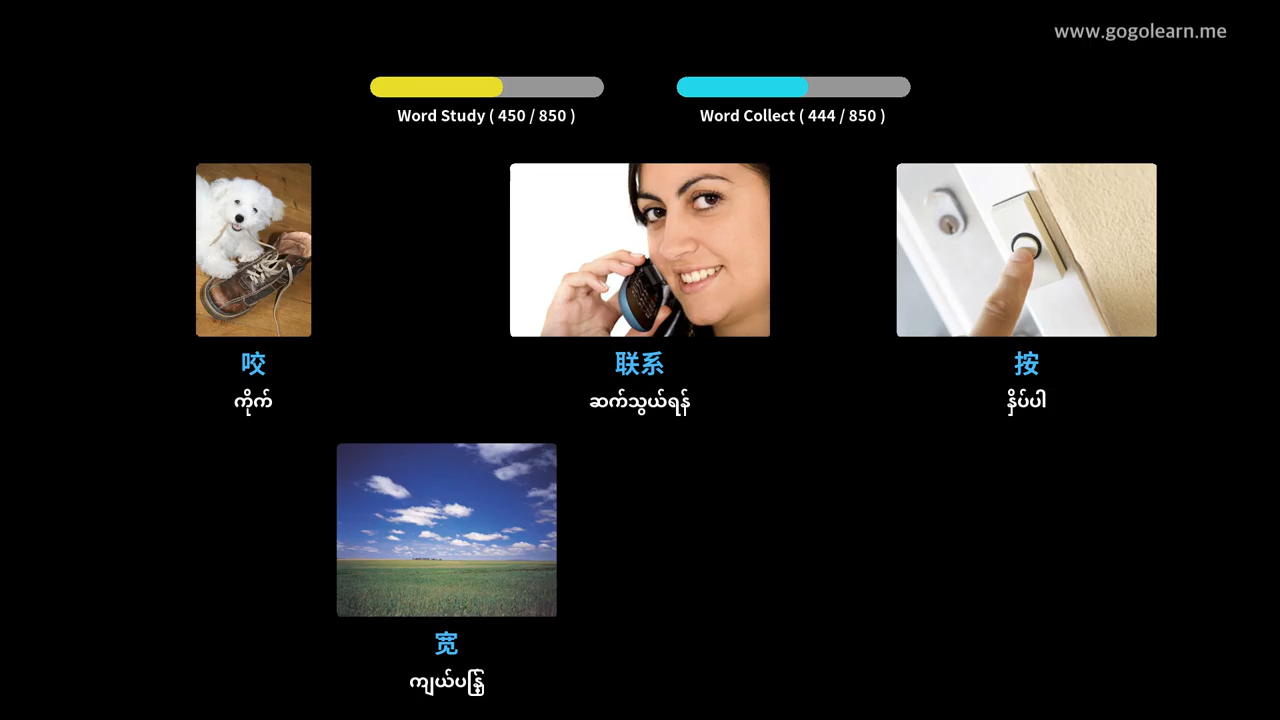 www.gogolearn.me
Word Study ( 450 / 850 )
Word Collect ( 444 / 850 )
咬
ကိုက်
联系
ဆက်သွယ်ရန်
按
နှိပ်ပါ
宽
ကျယ်ပြန့်